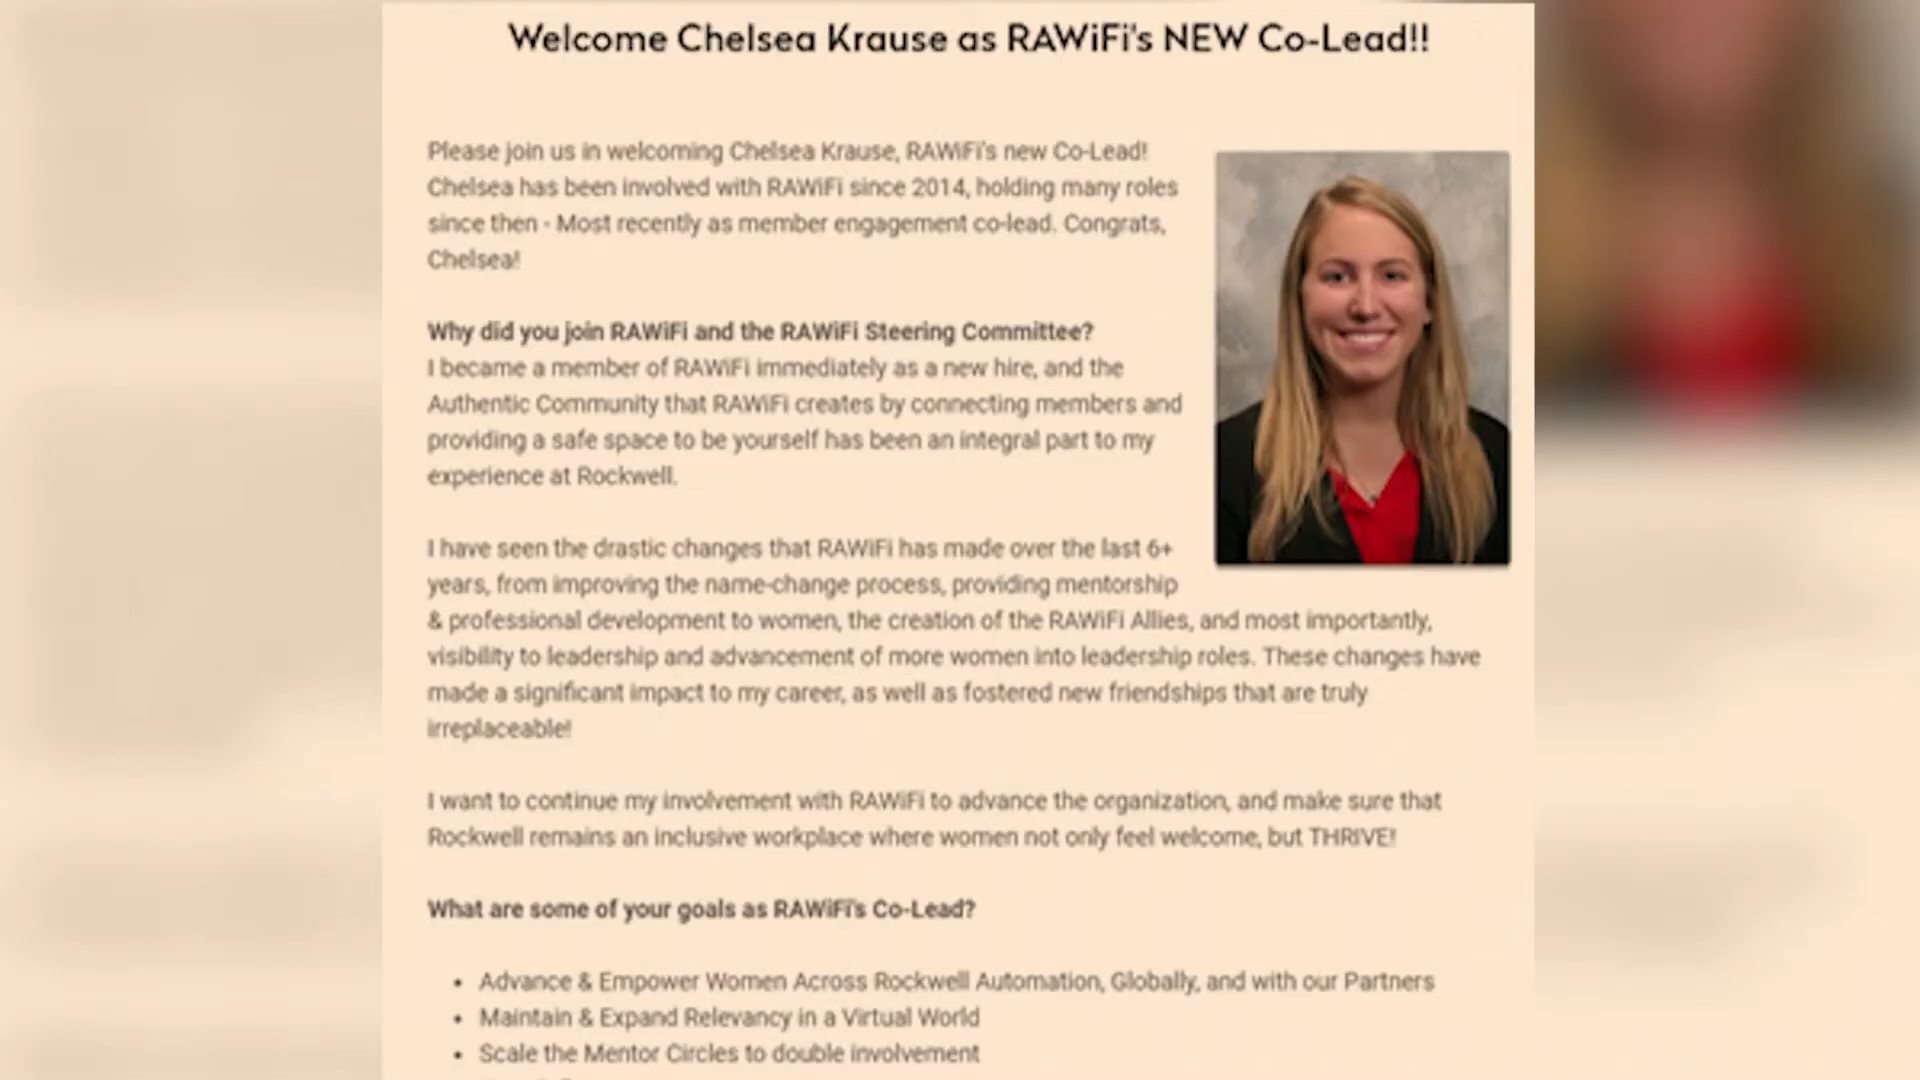 Welcome Chelsea Krause as RAWiFi's NEW Co-Lead!!
Please join us in welcoming Chelsea Krause, RAWiFi's new Co-Lead!
Chelsea has been involved with RAWiFi since 2014, holding many roles
since then - Most recently as member engagement co-lead. Congrats,
Chelsea!
Why did you join RAWiFi and the RAWiFi Steering Committee?
I became a member of RAWiFi immediately as a new hire, and the
Authentic Community that RAWiFi creates by connecting members and
providing a safe space to be yourself has been an integral part to my
experience at Rockwell.
I have seen the drastic changes that RAWiFi has made over the last 6+
years, from improving the name-change process, providing mentorship
& professional development to women, the creation of the RAWiFi Allies, and most importantly,
visibility to leadership and advancement of more women into leadership roles. These changes have
made a significant impact to my career, as well as fostered new friendships that are truly
irreplaceable!
I want to continue my involvement with RAWiFi to advance the organization, and make sure that
Rockwell remains an inclusive workplace where women not only feel welcome, but THRIVE!
What are some of your goals as RAWiFi's Co-Lead?
• Advance & Empower Women Across Rockwell Automation, Globally, and with our Partners
• Maintain & Expand Relevancy in a Virtual World
• Scale the Mentor Circles to double involvement